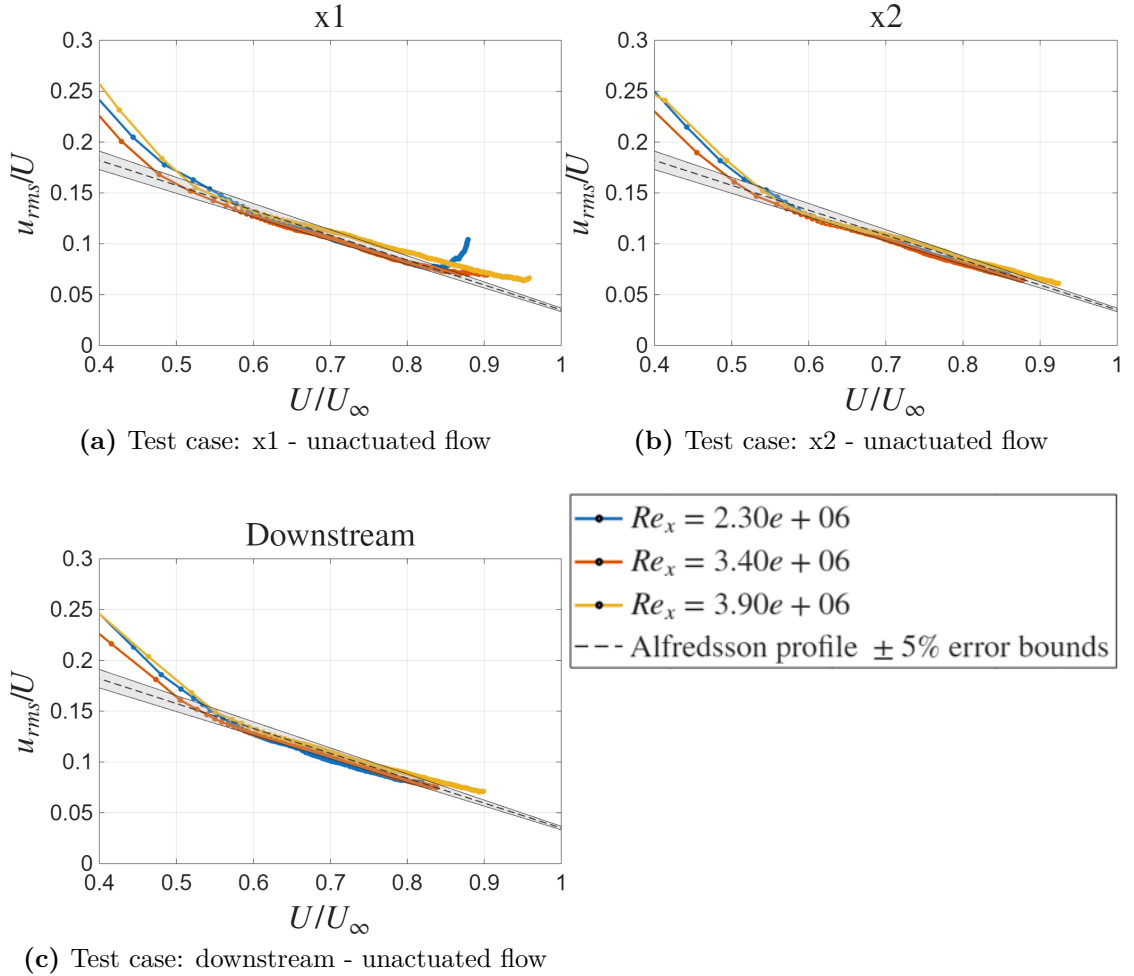 x1
0.3
0.25
0.2
0.15
0.1
0.05
0
u_{rms}/U
0.4 0.5 0.6 0.7 0.8 0.9 1
U/U_∞
(a) Test case: x1 - unactuated flow
x2
0.3
0.25
0.2
0.15
0.1
0.05
0
u_{rms}/U
0.4 0.5 0.6 0.7 0.8 0.9 1
U/U_∞
(b) Test case: x2 - unactuated flow
Downstream
0.3
0.25
0.2
0.15
0.1
0.05
0
u_{rms}/U
0.4 0.5 0.6 0.7 0.8 0.9 1
U/U_∞
(c) Test case: downstream - unactuated flow
Re_x = 2.30e + 06
Re_x = 3.40e + 06
Re_x = 3.90e + 06
Alfredsson profile ± 5% error bounds